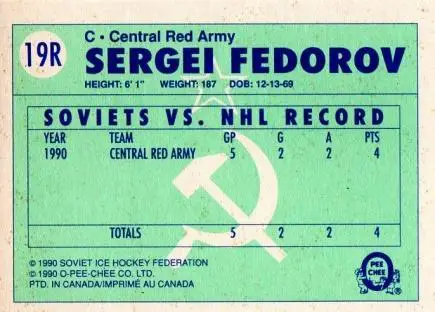 19R
C • Central Red Army
SERGEI FEDOROV
HEIGHT: 6' 1" WEIGHT: 187 DOB: 12-13-69
SOVIETS VS. NHL RECORD
YEAR TEAM GP G A PTS
1990 CENTRAL RED ARMY 5 2 2 4
TOTALS 5 2 2 4
© 1990 SOVIET ICE HOCKEY FEDERATION
© 1990 O-PEE-CHEE CO. LTD.
PTD. IN CANADA/IMPRIMÉ AU CANADA
O
PEE
CHEE
®